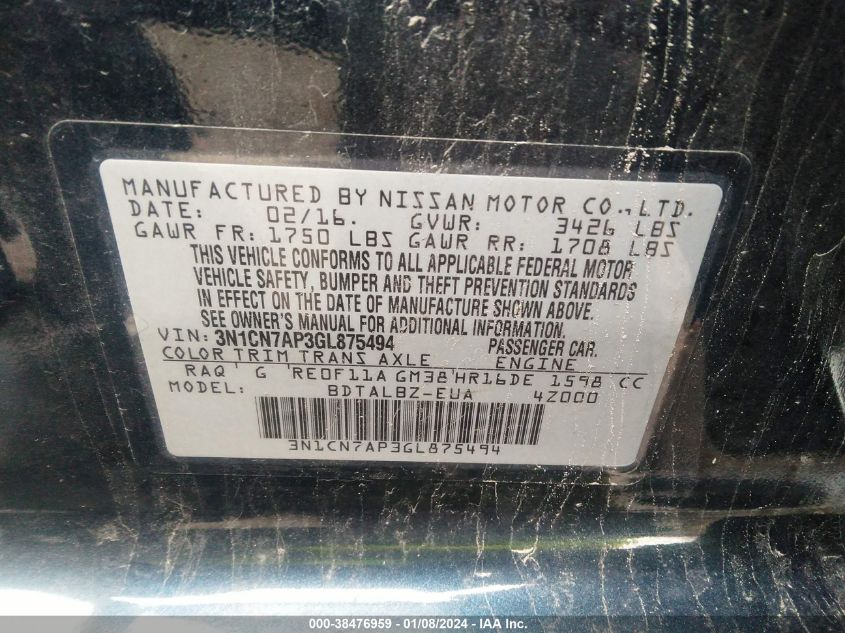 MANUFACTURED BY NISSAN MOTOR CO., LTD.
DATE: 02/16. GVWR: 3426 LBS
GAWR FR: 1750 LBS GAWR RR: 1708 LBS
THIS VEHICLE CONFORMS TO ALL APPLICABLE FEDERAL MOTOR
VEHICLE SAFETY, BUMPER AND THEFT PREVENTION STANDARDS
IN EFFECT ON THE DATE OF MANUFACTURE SHOWN ABOVE.
SEE OWNER'S MANUAL FOR ADDITIONAL INFORMATION.
VIN: 3N1CN7AP3GL875494 PASSENGER CAR.
COLOR TRIM TRANS AXLE ENGINE
RAQ G RE0F11A GM38 HR16DE 1598 CC
MODEL: BDTALBZ-EUA 4Z000
3N1CN7AP3GL875494
000-38476959 - 01/08/2024 - IAA Inc.